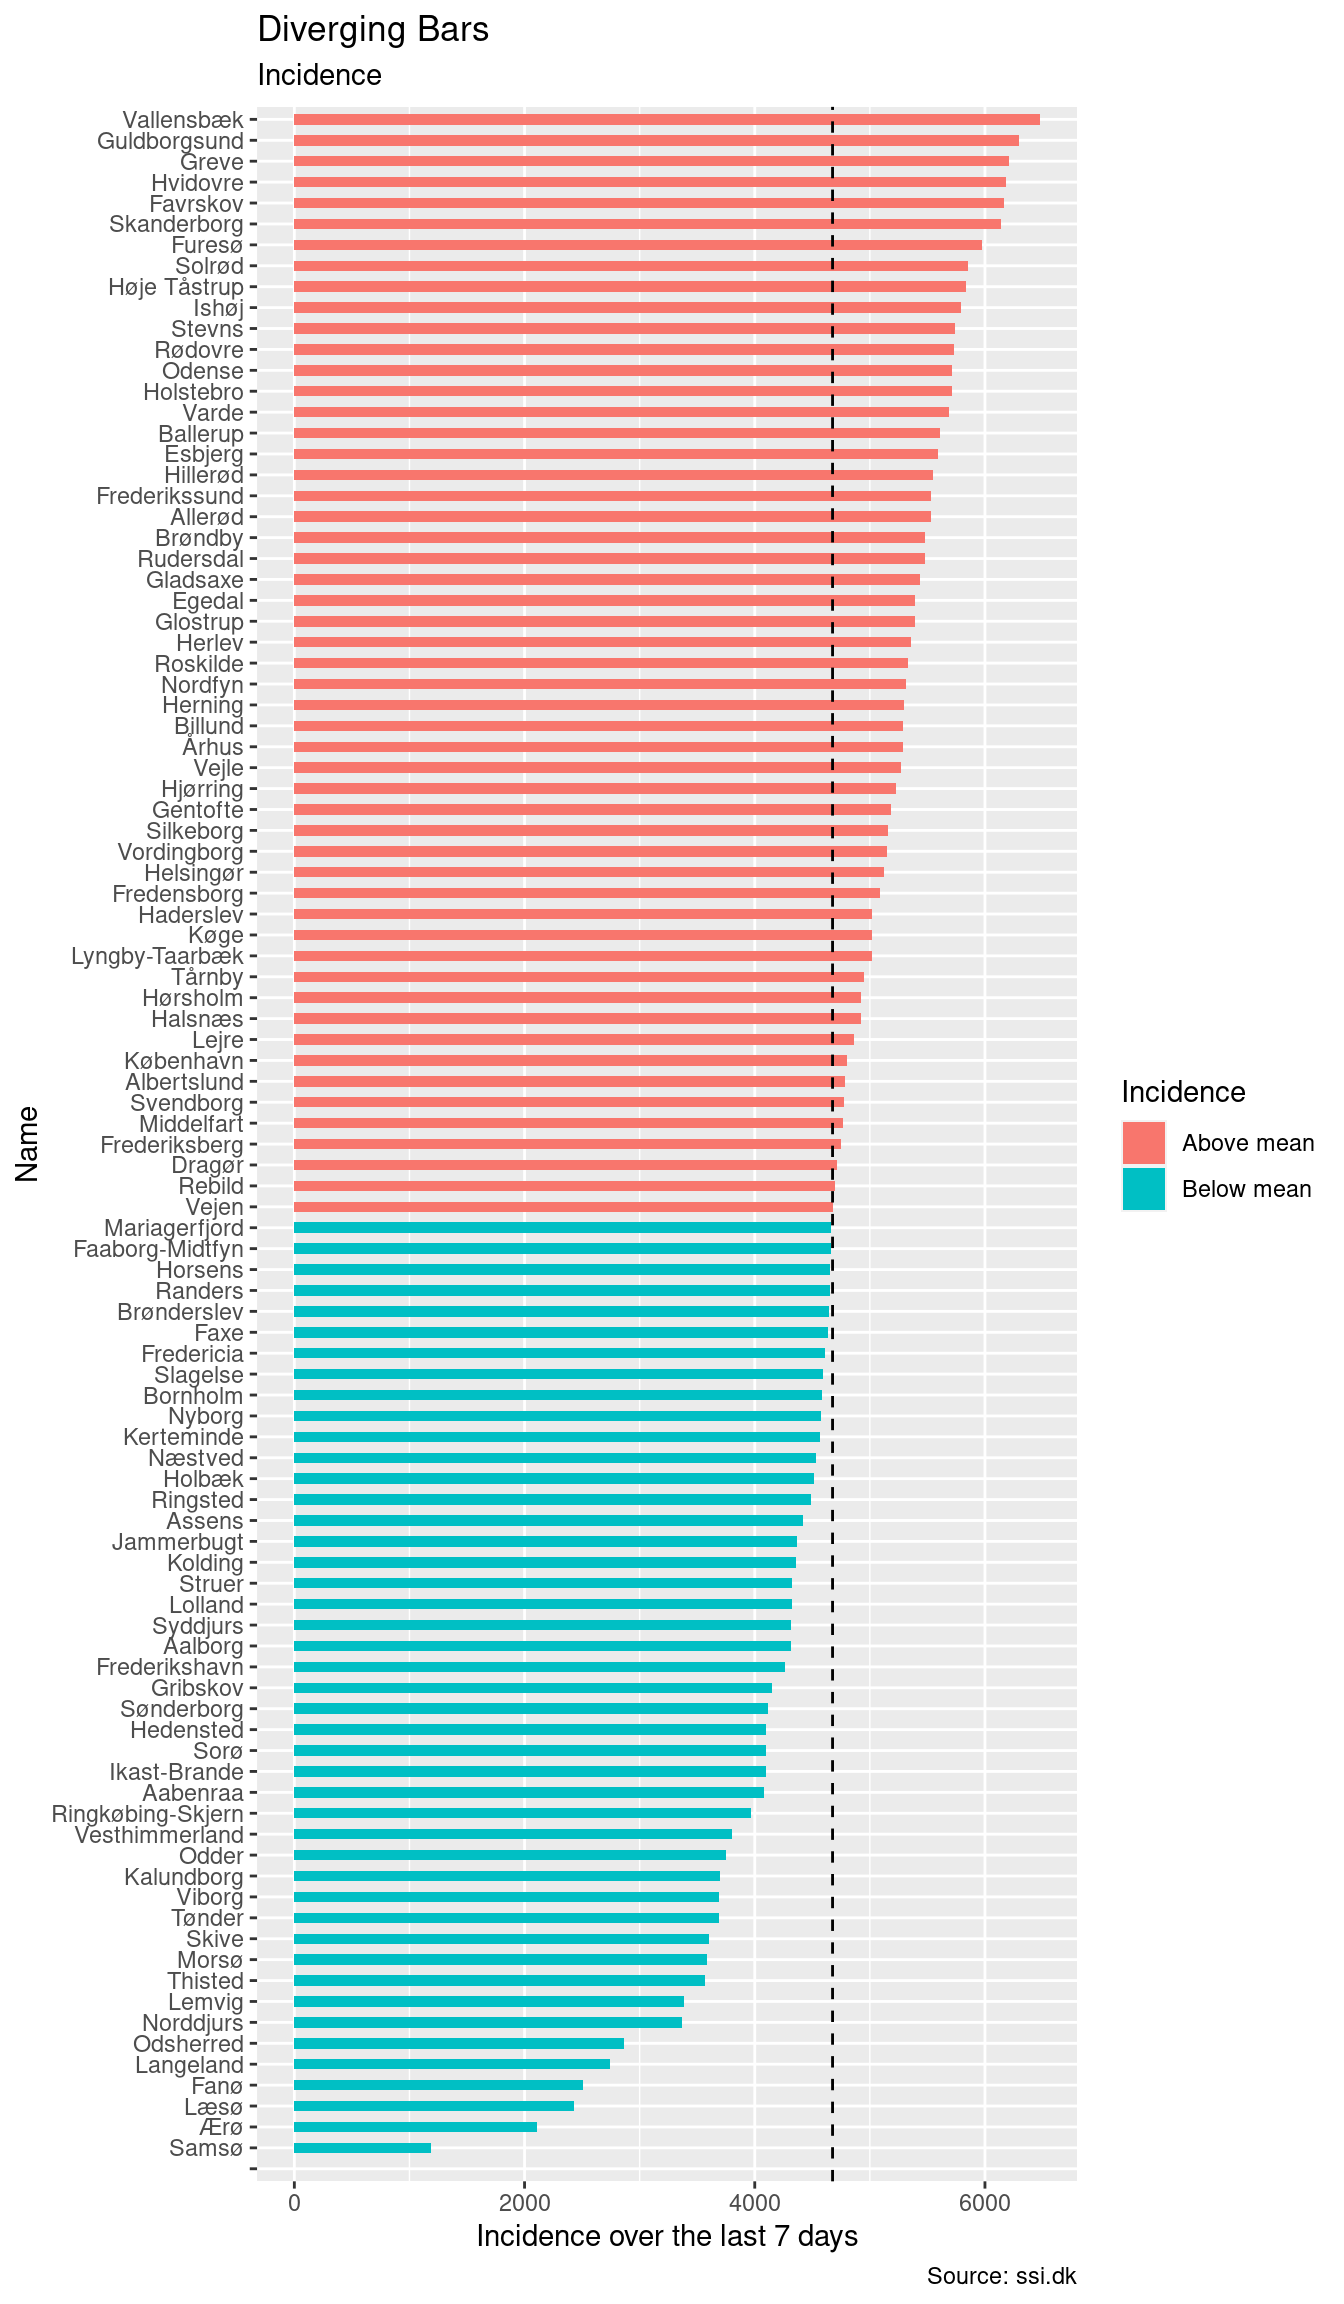 Diverging Bars
Incidence
Vallensbæk
Guldborgsund
Greve
Hvidovre
Favrskov
Skanderborg
Furesø
Solrød
Høje Tåstrup
Ishøj
Stevns
Rødovre
Odense
Holstebro
Varde
Ballerup
Esbjerg
Hillerød
Frederikssund
Allerød
Brøndby
Rudersdal
Gladsaxe
Egedal
Glostrup
Herlev
Roskilde
Nordfyn
Herning
Billund
Århus
Vejle
Hjørring
Gentofte
Silkeborg
Vordingborg
Helsingør
Fredensborg
Haderslev
Køge
Lyngby-Taarbæk
Tårnby
Hørsholm
Halsnæs
Lejre
København
Albertslund
Svendborg
Middelfart
Frederiksberg
Dragør
Rebild
Vejen
Mariagerfjord
Faaborg-Midtfyn
Horsens
Randers
Brønderslev
Faxe
Fredericia
Slagelse
Bornholm
Nyborg
Kerteminde
Næstved
Holbæk
Ringsted
Assens
Jammerbugt
Kolding
Struer
Lolland
Syddjurs
Aalborg
Frederikshavn
Gribskov
Sønderborg
Hedensted
Sorø
Ikast-Brande
Aabenraa
Ringkøbing-Skjern
Vesthimmerland
Odder
Kalundborg
Viborg
Tønder
Skive
Morsø
Thisted
Lemvig
Norddjurs
Odsherred
Langeland
Fanø
Læsø
Ærø
Samsø
Name
0 2000 4000 6000
Incidence over the last 7 days
Source: ssi.dk
Incidence
Above mean
Below mean